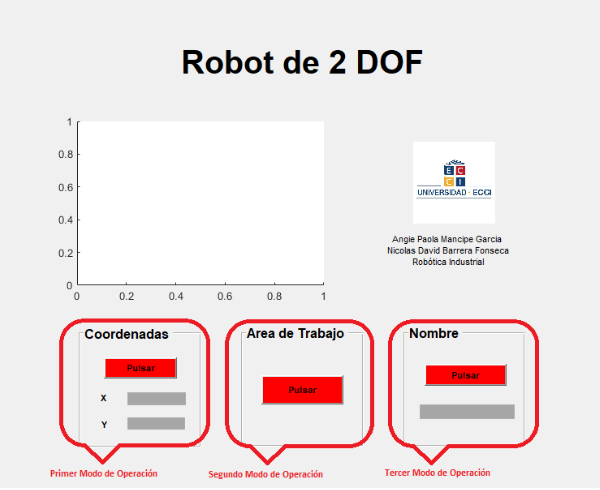 Robot de 2 DOF
1
0.8
0.6
0.4
0.2
0
0 0.2 0.4 0.6 0.8 1
E C
C I
UNIVERSIDAD · ECCI
Angie Paola Mancipe Garcia
Nicolas David Barrera Fonseca
Robótica Industrial
Coordenadas
Pulsar
X
Y
Primer Modo de Operación
Area de Trabajo
Pulsar
Segundo Modo de Operación
Nombre
Pulsar
Tercer Modo de Operación